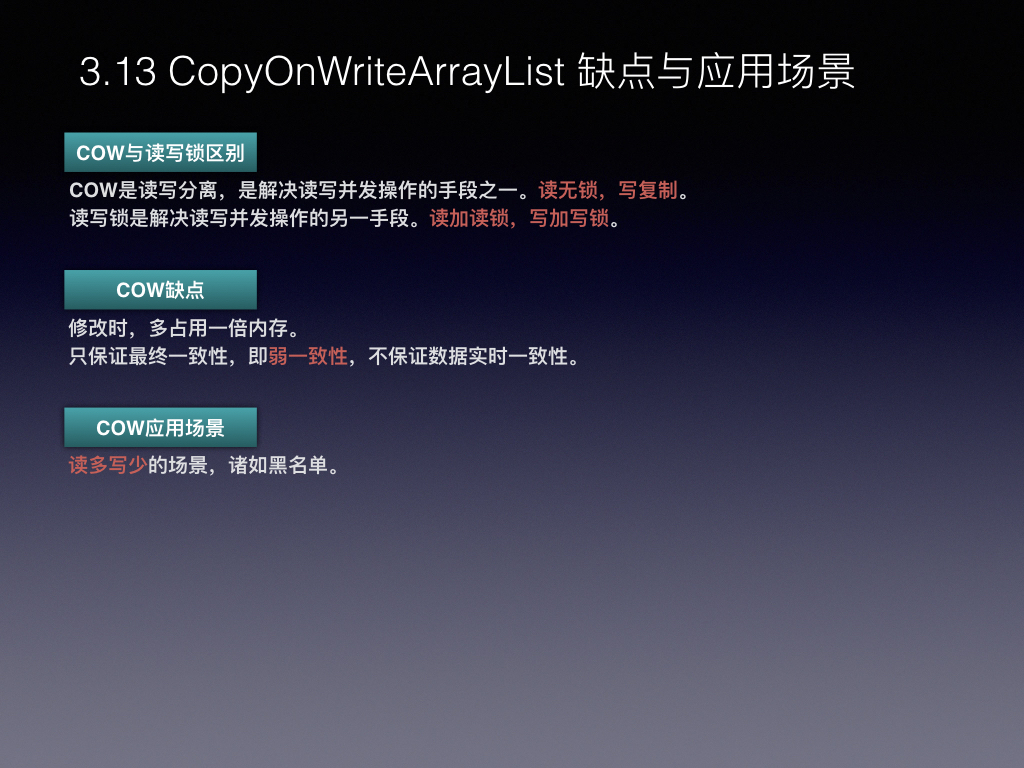 3.13 CopyOnWriteArrayList 缺点与应用场景
COW与读写锁区别
COW是读写分离，是解决读写并发操作的手段之一。读无锁，写复制。
读写锁是解决读写并发操作的另一手段。读加读锁，写加写锁。
COW缺点
修改时，多占用一倍内存。
只保证最终一致性，即弱一致性，不保证数据实时一致性。
COW应用场景
读多写少的场景，诸如黑名单。